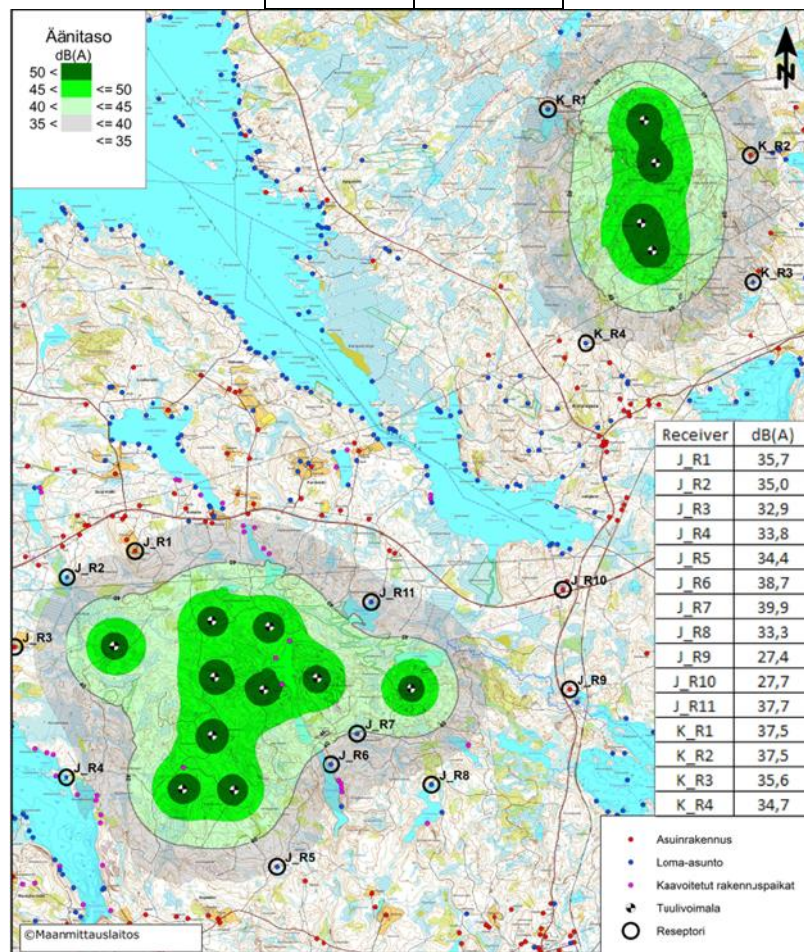 Äänitaso
dB(A)
50 <
45 < <= 50
40 < <= 45
35 < <= 40
<= 35
N
K_R1
K_R2
K_R3
K_R4
J_R1
J_R2
J_R3
J_R4
J_R5
J_R6
J_R7
J_R8
J_R9
J_R10
J_R11
Receiver dB(A)
J_R1 35,7
J_R2 35,0
J_R3 32,9
J_R4 33,8
J_R5 34,4
J_R6 38,7
J_R7 39,9
J_R8 33,3
J_R9 27,4
J_R10 27,7
J_R11 37,7
K_R1 37,5
K_R2 37,5
K_R3 35,6
K_R4 34,7
Asuinrakennus
Loma-asunto
Kaavoitetut rakennuspaikat
Tuulivoimala
Reseptori
©Maanmittauslaitos